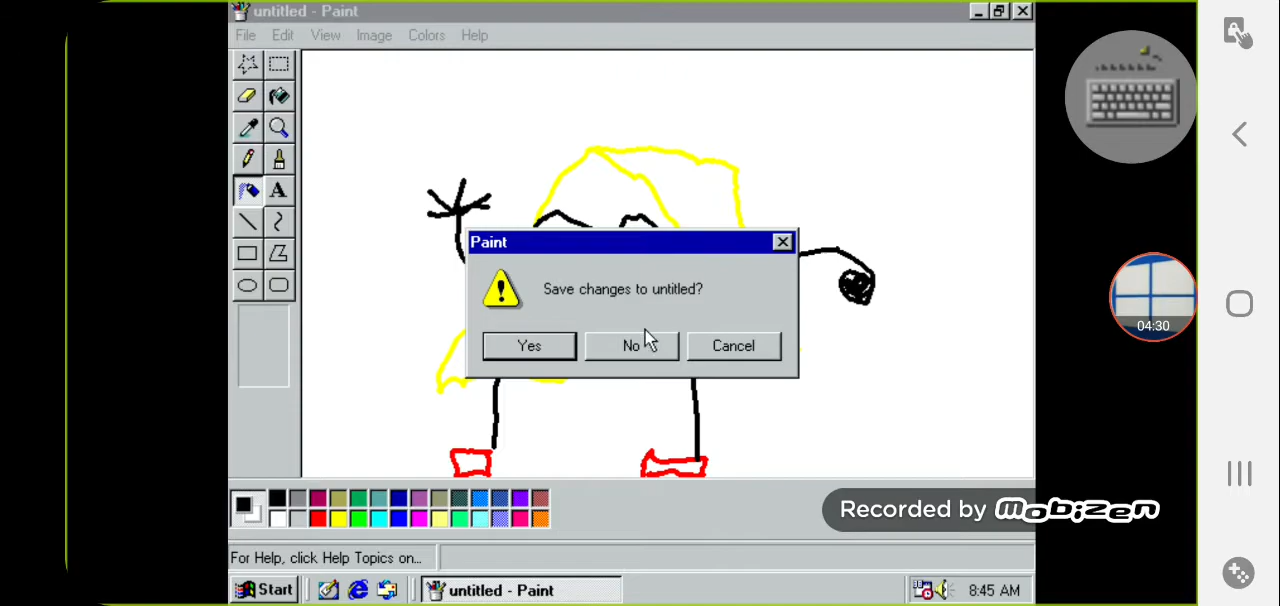 untitled - Paint
File Edit View Image Colors Help
A
Paint
Save changes to untitled?
Yes No Cancel
04:30
Recorded by mobizen
For Help, click Help Topics on...
Start untitled - Paint 8:45 AM